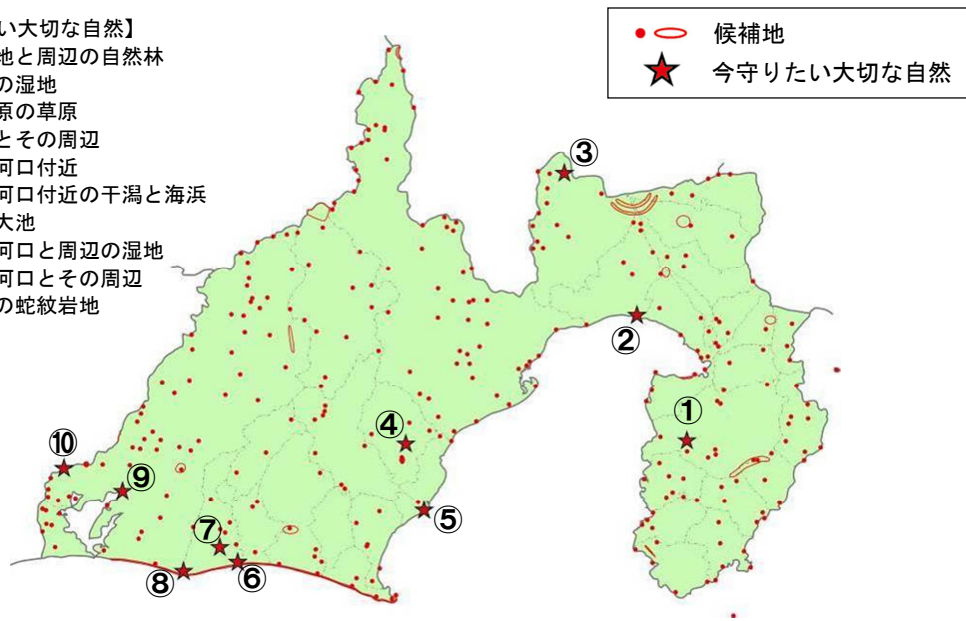 い大切な自然】
地と周辺の自然林
の湿地
原の草原
とその周辺
河口付近
河口付近の干潟と海浜
大池
河口と周辺の湿地
河口とその周辺
の蛇紋岩地
候補地
今守りたい大切な自然
③
②
①
④
⑩
⑨
⑤
⑦
⑥
⑧